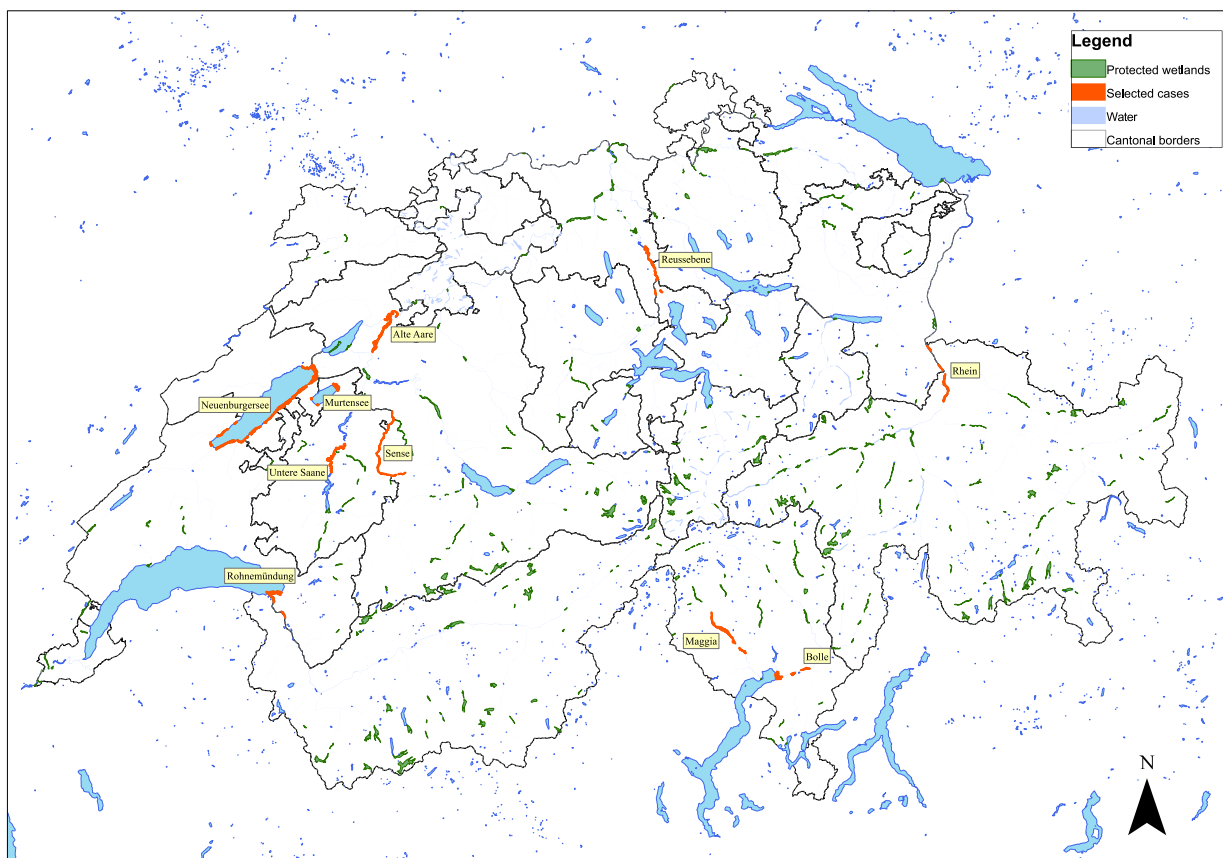 Legend
Protected wetlands
Selected cases
Water
Cantonal borders
Reussebene
Alte Aare
Rhein
Neuenburgersee
Murtensee
Sense
Untere Saane
Rohnemündung
Maggia
Bolle
N